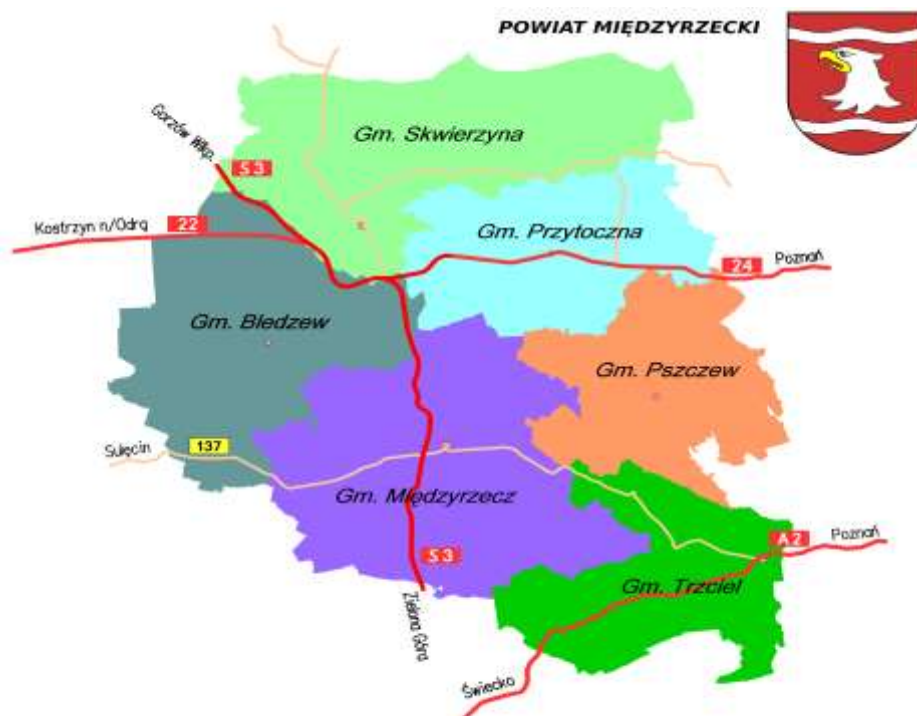 POWIAT MIĘDZYRZECKI
Gorzów Wlkp.
S 3
Gm. Skwierzyna
Kostrzyn n/Odrą
22
Gm. Przytoczna
24
Poznań
Gm. Bledzew
Gm. Pszczew
Sulęcin
137
Gm. Międzyrzecz
S 3
A 2
Poznań
Gm. Trzciel
Zielona Góra
Świecko